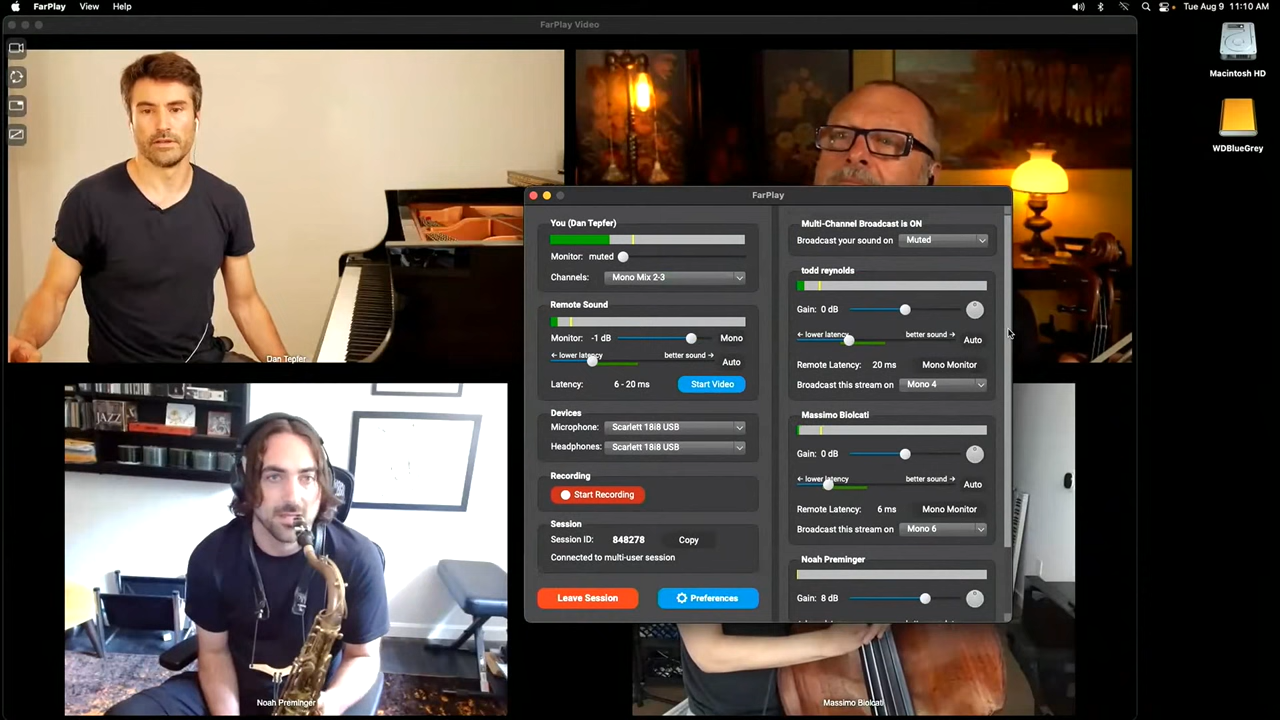 FarPlay View Help
Tue Aug 9 11:10 AM
FarPlay Video
Macintosh HD
WDBlueGrey
Dan Tepfer
JAZZ
Noah Preminger
Massimo Biolcati
FarPlay
You (Dan Tepfer)
Monitor: muted
Channels: Mono Mix 2-3
Remote Sound
Monitor: -1 dB Mono
← lower latency better sound →
Auto
Latency: 6 - 20 ms Start Video
Devices
Microphone: Scarlett 18i8 USB
Headphones: Scarlett 18i8 USB
Recording
Start Recording
Session
Session ID: 848278 Copy
Connected to multi-user session
Leave Session Preferences
Multi-Channel Broadcast is ON
Broadcast your sound on Muted
todd reynolds
Gain: 0 dB
← lower latency better sound →
Auto
Remote Latency: 20 ms Mono Monitor
Broadcast this stream on Mono 4
Massimo Biolcati
Gain: 0 dB
← lower latency better sound →
Auto
Remote Latency: 6 ms Mono Monitor
Broadcast this stream on Mono 6
Noah Preminger
Gain: 8 dB